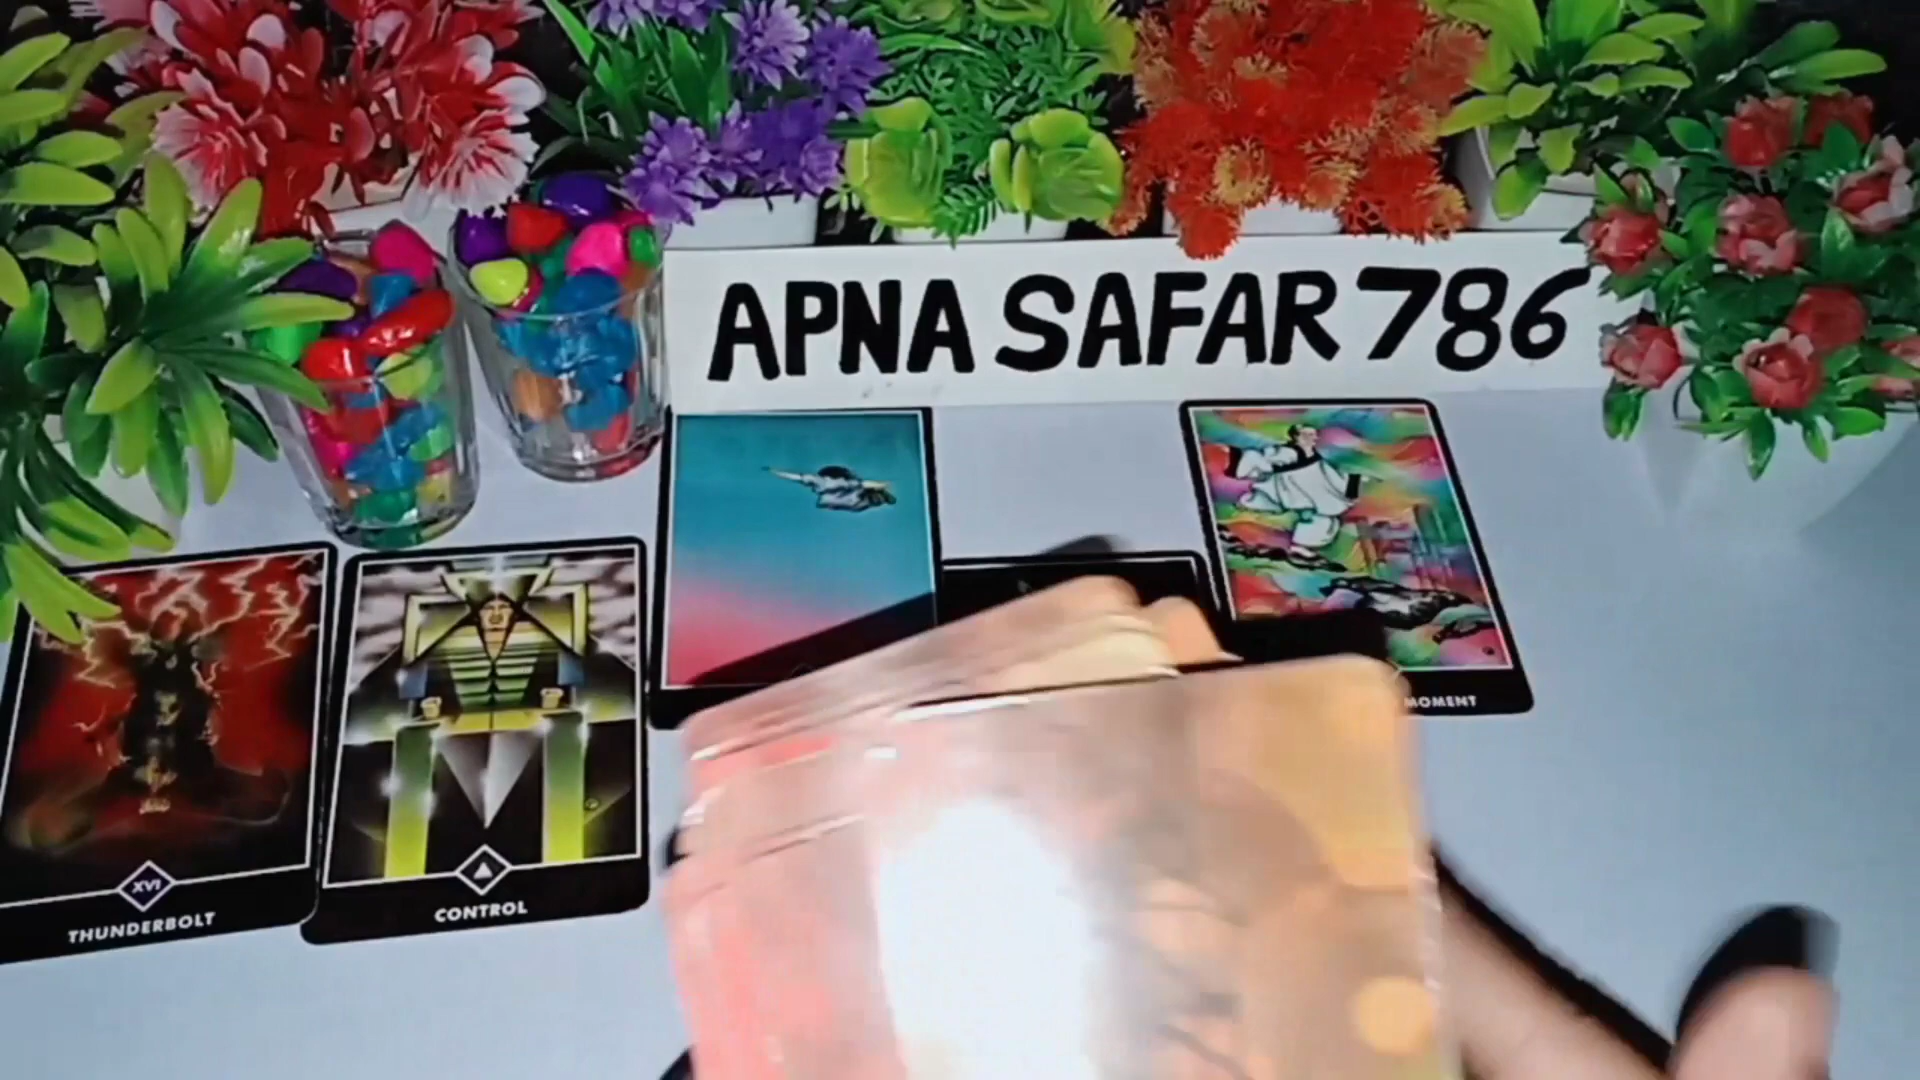 APNA SAFAR 786
MOMENT
XVI
THUNDERBOLT
CONTROL